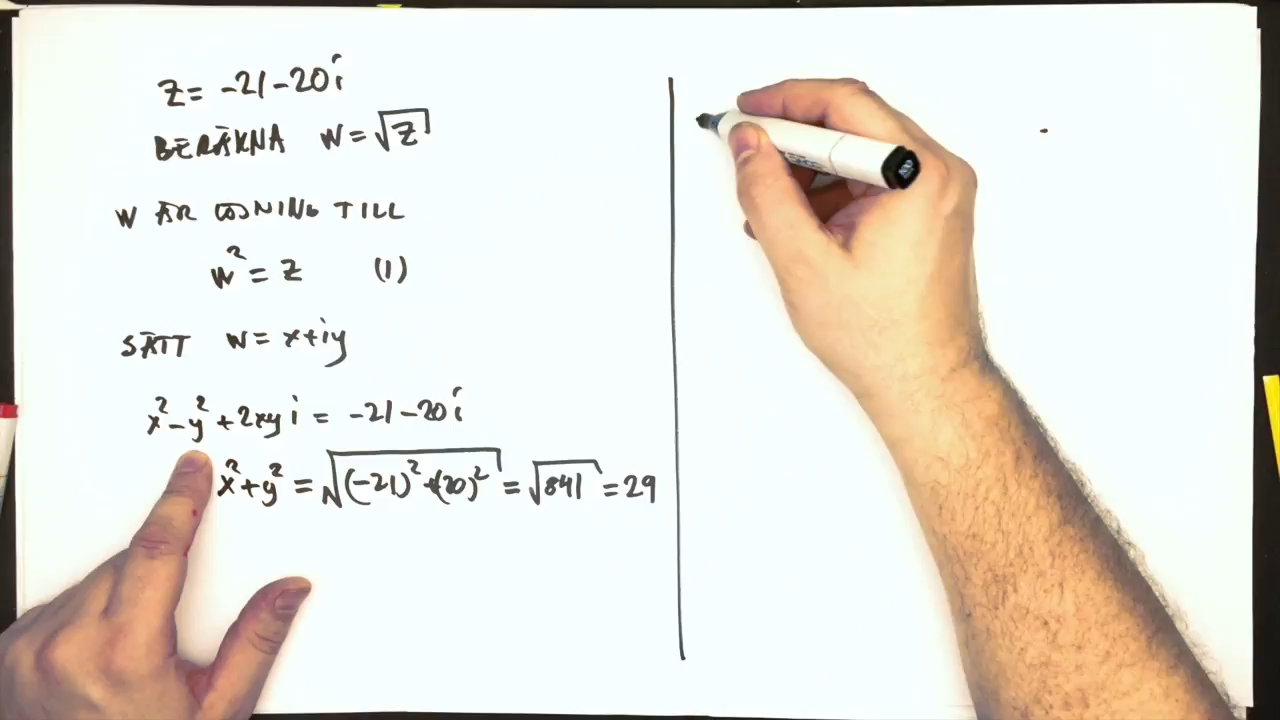 z = -21 - 20i
BERÄKNA w = √z
w ÄR LÖSNING TILL
w² = z (1)
SÄTT w = x+iy
x² - y² + 2xyi = -21 - 20i
x² + y² = √((-21)² + (20)²) = √841 = 29